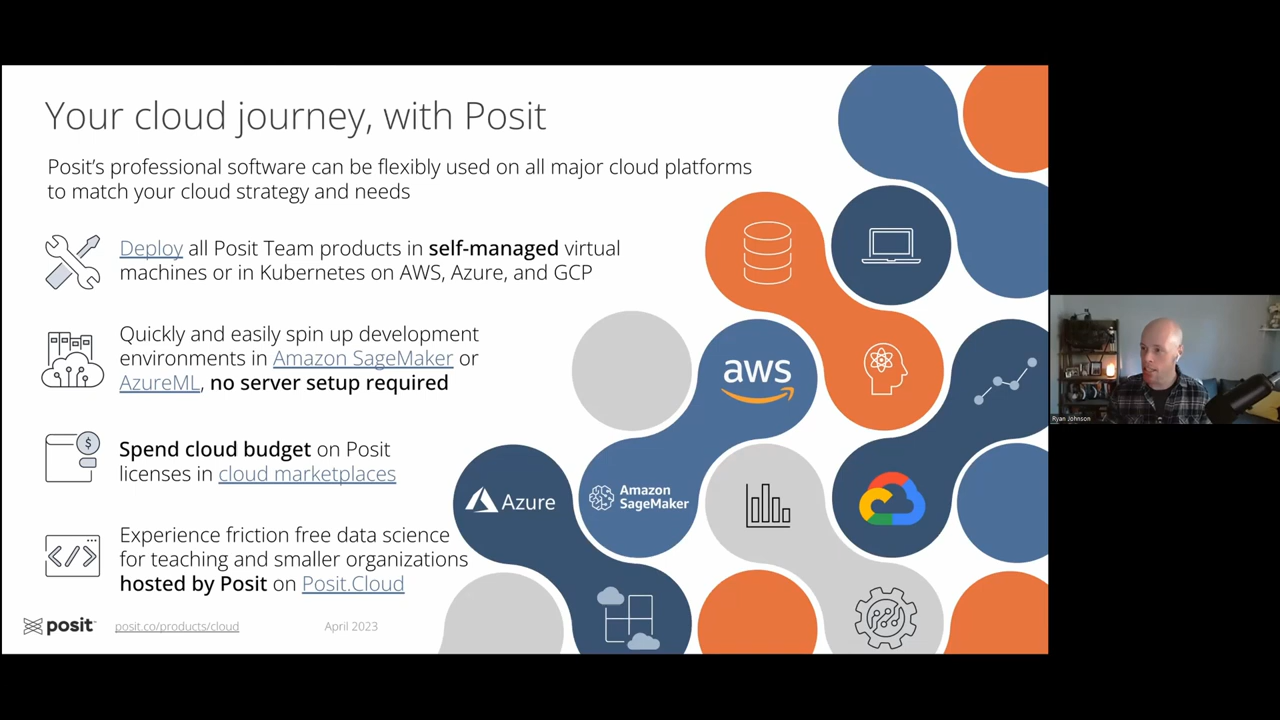 Your cloud journey, with Posit
Posit's professional software can be flexibly used on all major cloud platforms
to match your cloud strategy and needs
Deploy all Posit Team products in self-managed virtual
machines or in Kubernetes on AWS, Azure, and GCP
Quickly and easily spin up development
environments in Amazon SageMaker or
AzureML, no server setup required
Spend cloud budget on Posit
licenses in cloud marketplaces
Experience friction free data science
for teaching and smaller organizations
hosted by Posit on Posit.Cloud
posit
posit.co/products/cloud
April 2023
aws
Azure
Amazon
SageMaker
Ryan Johnson